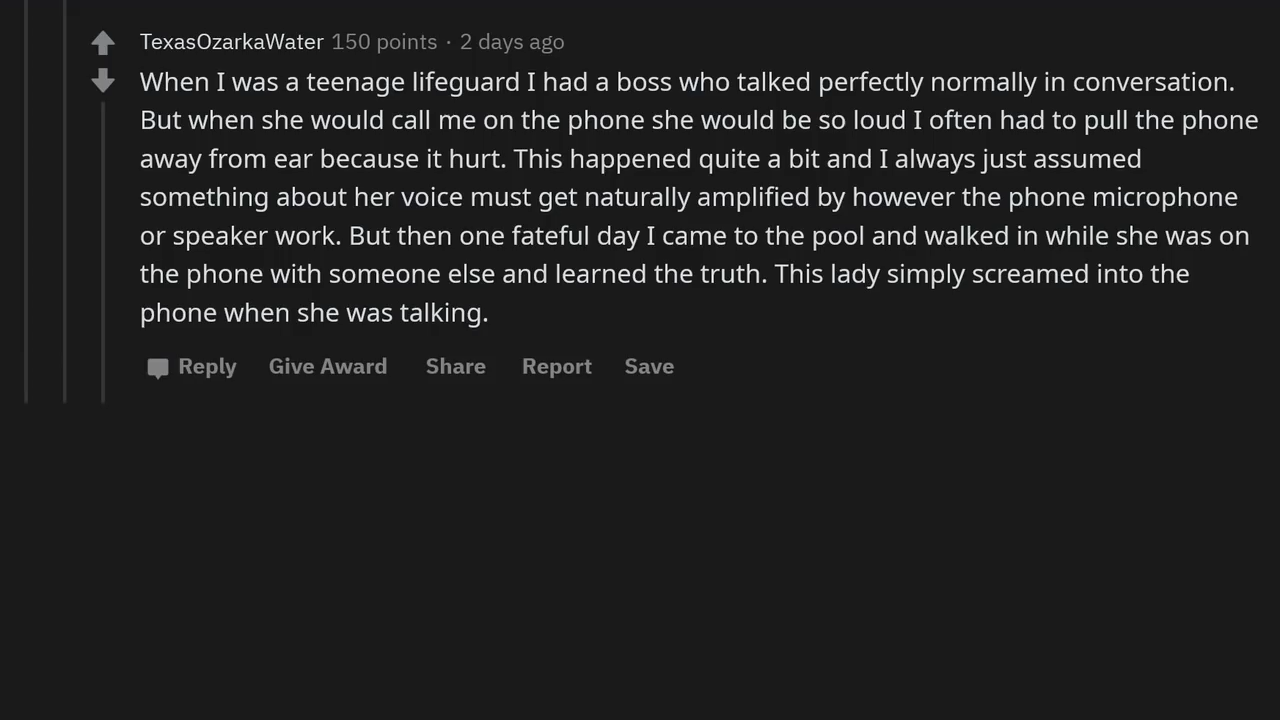 TexasOzarkaWater 150 points · 2 days ago
When I was a teenage lifeguard I had a boss who talked perfectly normally in conversation.
But when she would call me on the phone she would be so loud I often had to pull the phone
away from ear because it hurt. This happened quite a bit and I always just assumed
something about her voice must get naturally amplified by however the phone microphone
or speaker work. But then one fateful day I came to the pool and walked in while she was on
the phone with someone else and learned the truth. This lady simply screamed into the
phone when she was talking.
Reply Give Award Share Report Save